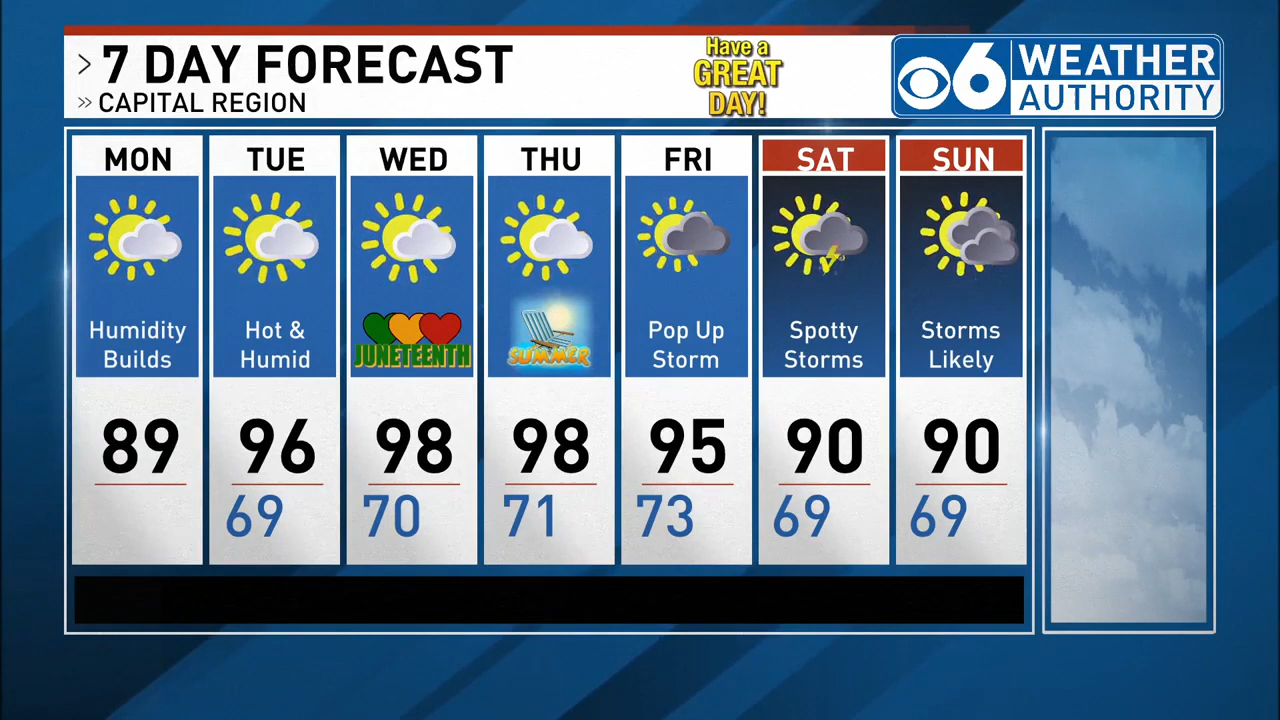 > 7 DAY FORECAST
» CAPITAL REGION
Have a
GREAT
DAY!
6
WEATHER
AUTHORITY
MON
TUE
WED
THU
FRI
SAT
SUN
Humidity
Builds
Hot &
Humid
JUNETEENTH
SUMMER
Pop Up
Storm
Spotty
Storms
Storms
Likely
89
96
98
98
95
90
90
69
70
71
73
69
69